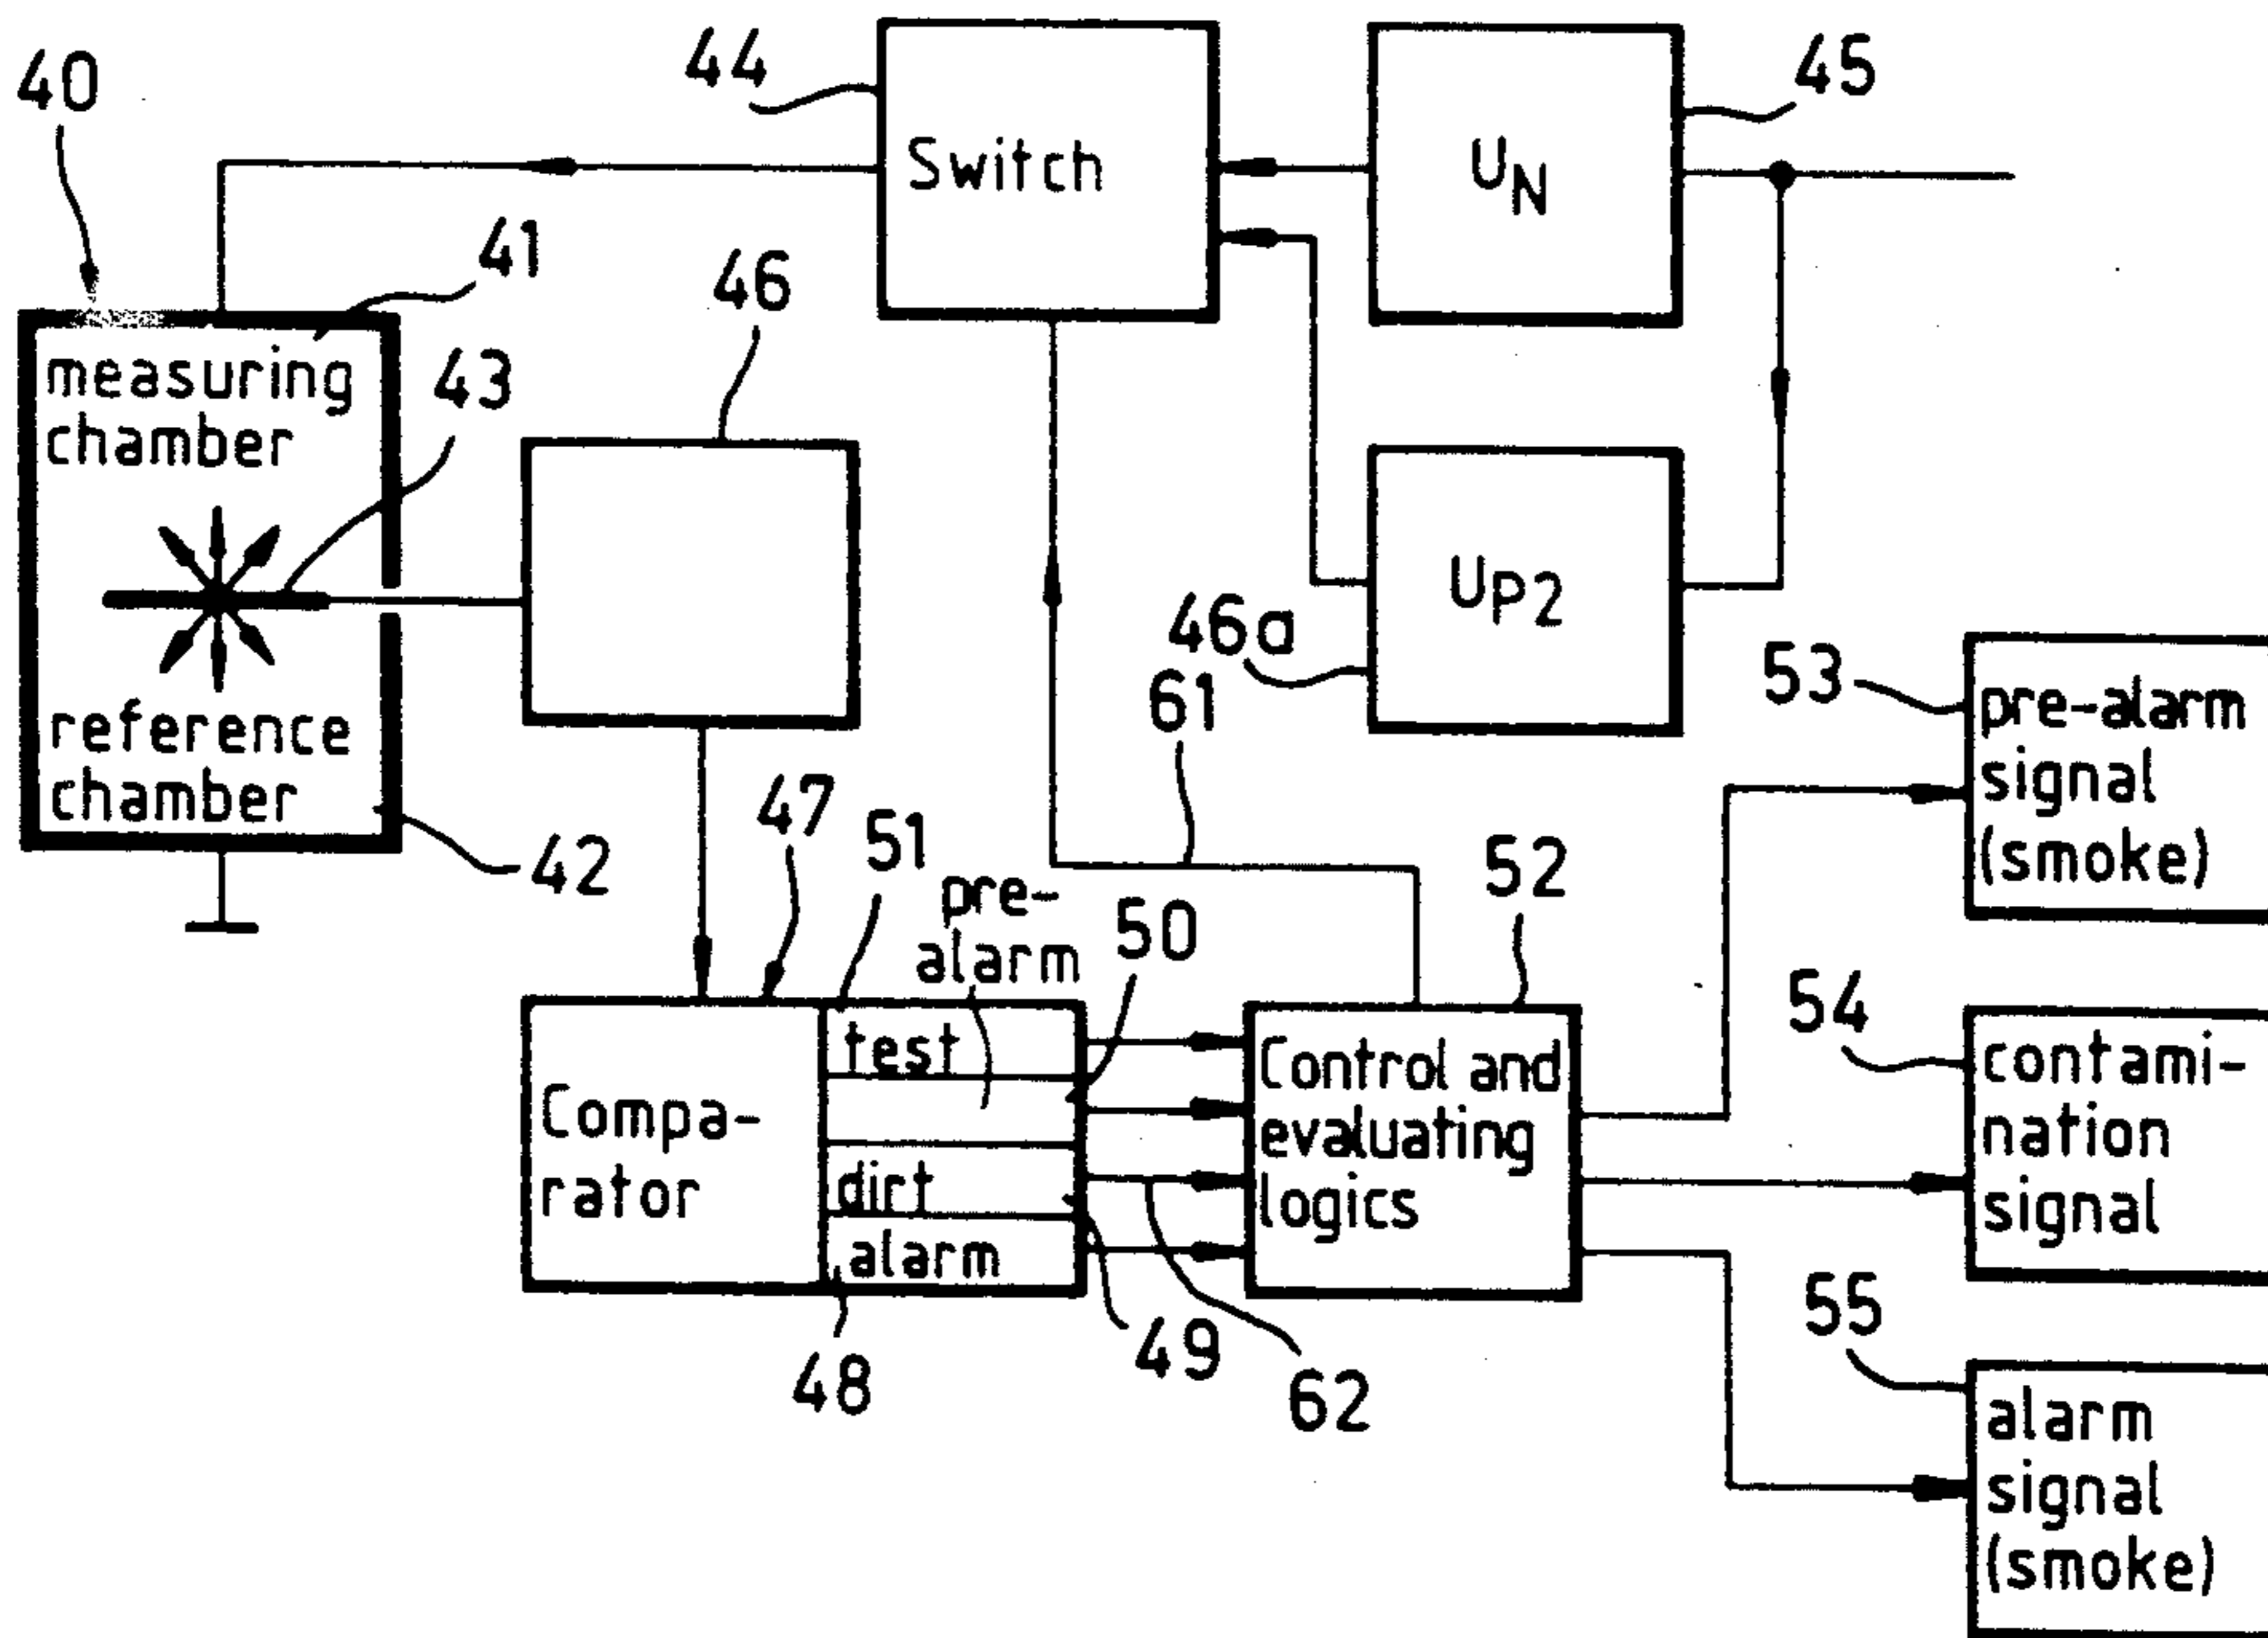 40
44
Switch
U_N
45
41
46
measuring
chamber
43
U_P2
46a
61
53
pre-alarm
signal
(smoke)
reference
chamber
42
47
51
pre-
alarm
50
52
54
contami-
nation
signal
Compa-
rator
test
dirt
alarm
Control and
evaluating
logics
48
49
62
55
alarm
signal
(smoke)